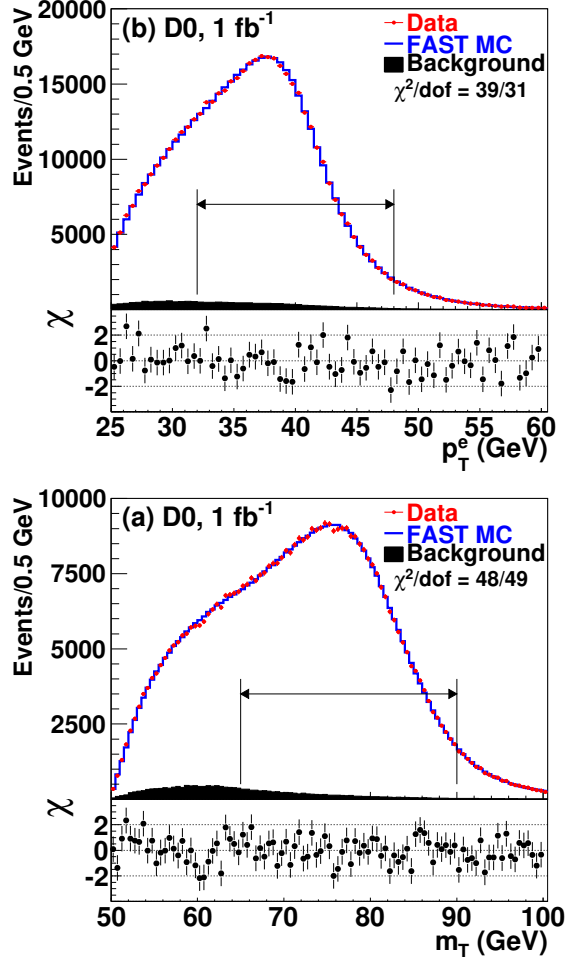 (b) D0, 1 fb⁻¹
Data
FAST MC
Background
χ²/dof = 39/31
Events/0.5 GeV
20000
15000
10000
5000
χ
2
0
-2
25 30 35 40 45 50 55 60
p_T^e (GeV)
(a) D0, 1 fb⁻¹
Data
FAST MC
Background
χ²/dof = 48/49
Events/0.5 GeV
10000
7500
5000
2500
χ
2
0
-2
50 60 70 80 90 100
m_T (GeV)